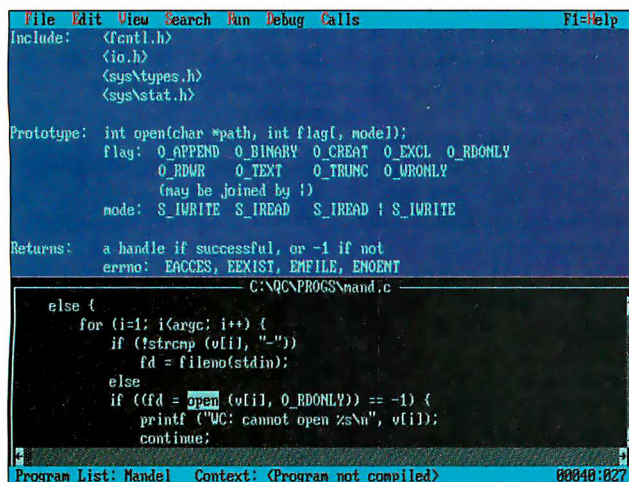 File Edit View Search Run Debug Calls F1=Help
Include: <fcntl.h>
<io.h>
<sys\types.h>
<sys\stat.h>
Prototype: int open(char *path, int flag[, mode]);
flag: O_APPEND O_BINARY O_CREAT O_EXCL O_RDONLY
O_RDWR O_TEXT O_TRUNC O_WRONLY
(may be joined by |)
mode: S_IWRITE S_IREAD S_IREAD | S_IWRITE
Returns: a handle if successful, or -1 if not
errno: EACCES, EEXIST, EMFILE, ENOENT
C:\QC\PROGS\mand.c
else {
for (i=1; i<argc; i++) {
if (!strcmp (v[i], "-"))
fd = fileno(stdin);
else
if ((fd = open (v[i], O_RDONLY)) == -1) {
printf ("WC: cannot open %s\n", v[i]);
continue;
Program List: Mandel Context: <Program not compiled> 00040:027